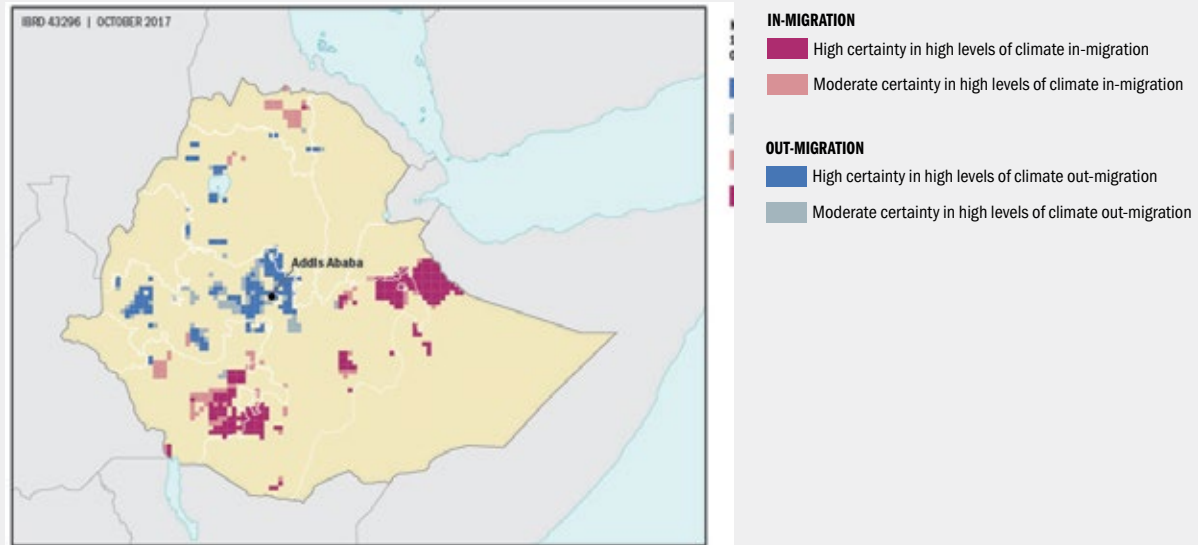 IBRD 43296 | OCTOBER 2017
Addis Ababa
IN-MIGRATION
High certainty in high levels of climate in-migration
Moderate certainty in high levels of climate in-migration
OUT-MIGRATION
High certainty in high levels of climate out-migration
Moderate certainty in high levels of climate out-migration